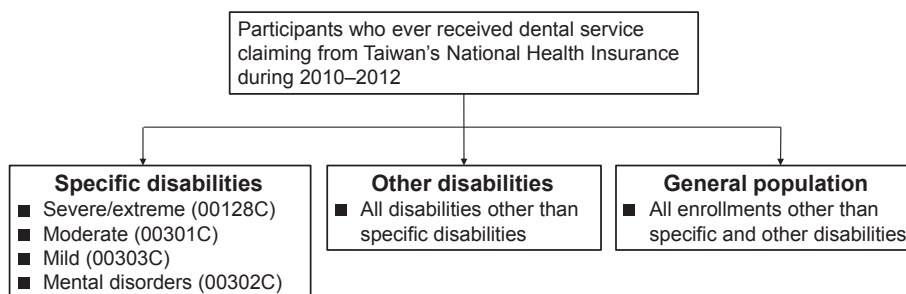 Participants who ever received dental service
claiming from Taiwan's National Health Insurance
during 2010–2012
Specific disabilities
■ Severe/extreme (00128C)
■ Moderate (00301C)
■ Mild (00303C)
■ Mental disorders (00302C)
Other disabilities
■ All disabilities other than
specific disabilities
General population
■ All enrollments other than
specific and other disabilities